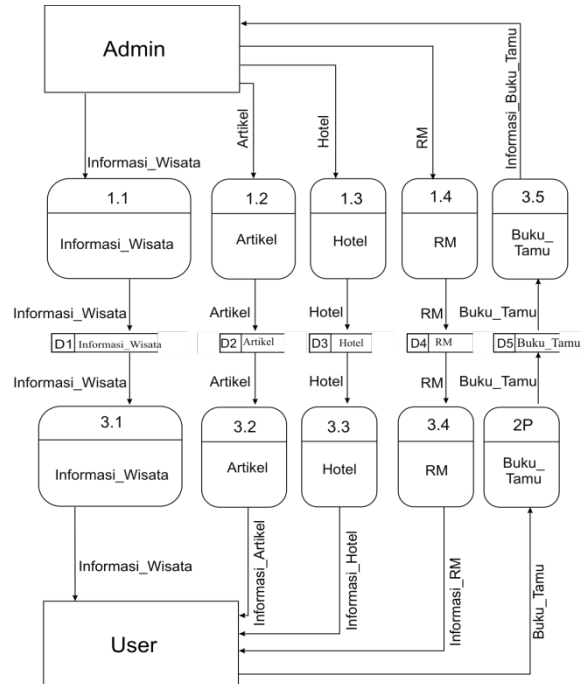 Admin
Informasi_Wisata
Artikel
Hotel
RM
Informasi_Buku_Tamu
1.1
Informasi_Wisata
1.2
Artikel
1.3
Hotel
1.4
RM
3.5
Buku_
Tamu
Informasi_Wisata
Artikel
Hotel
RM
Buku_Tamu
D1 Informasi_Wisata
D2 Artikel
D3 Hotel
D4 RM
D5 Buku_Tamu
Informasi_Wisata
Artikel
Hotel
RM
Buku_Tamu
3.1
Informasi_Wisata
3.2
Artikel
3.3
Hotel
3.4
RM
2P
Buku_
Tamu
Informasi_Wisata
Informasi_Artikel
Informasi_Hotel
Informasi_RM
Buku_Tamu
User